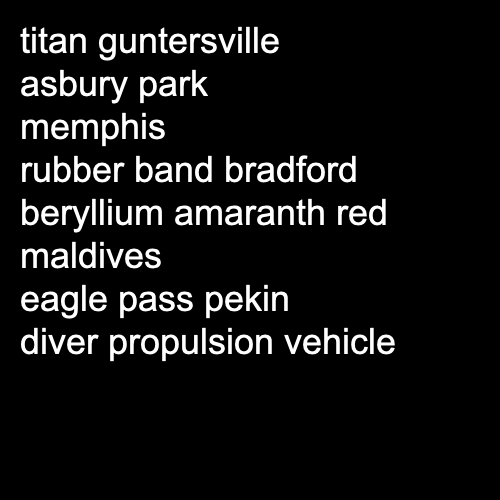 titan guntersville
asbury park
memphis
rubber band bradford
beryllium amaranth red
maldives
eagle pass pekin
diver propulsion vehicle